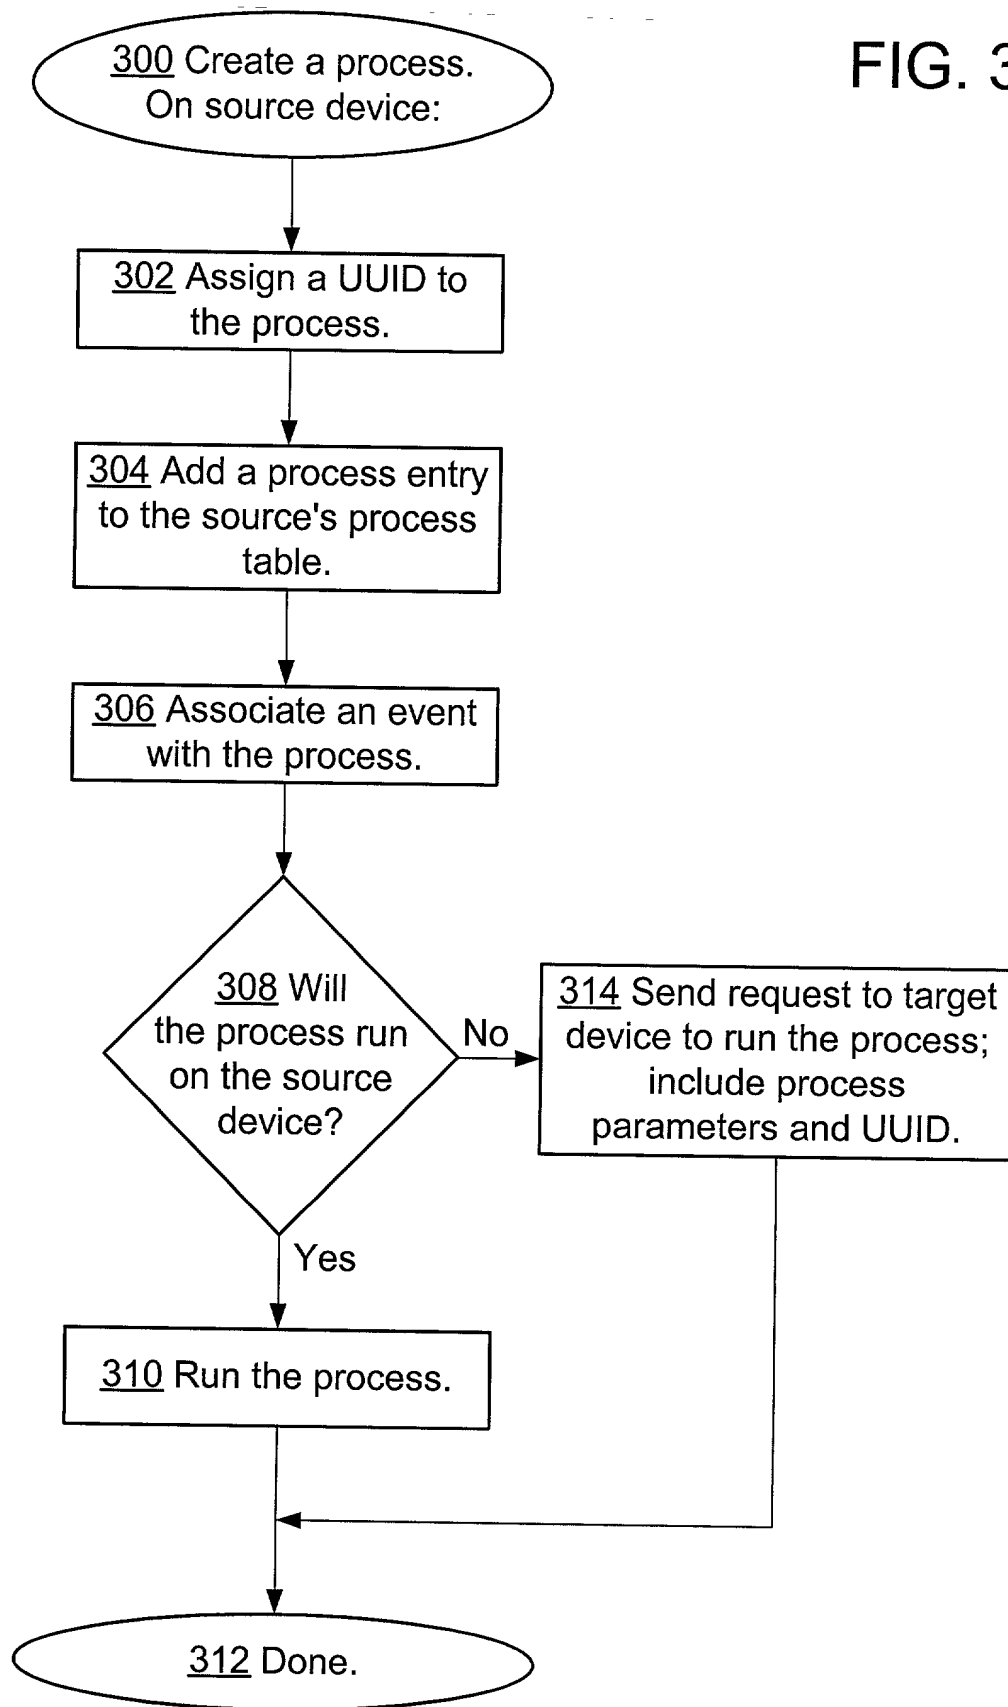 FIG. 3
300 Create a process.
On source device:
302 Assign a UUID to
the process.
304 Add a process entry
to the source's process
table.
306 Associate an event
with the process.
308 Will
the process run
on the source
device?
No
314 Send request to target
device to run the process;
include process
parameters and UUID.
Yes
310 Run the process.
312 Done.